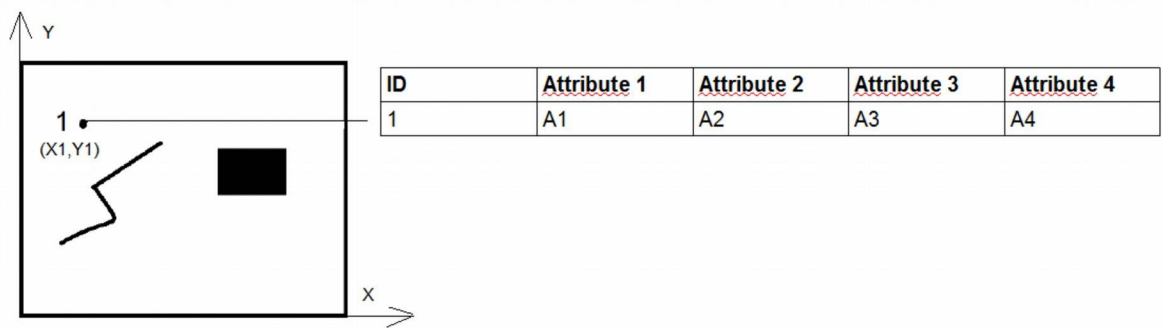 Y
ID Attribute 1 Attribute 2 Attribute 3 Attribute 4
1 A1 A2 A3 A4
1
(X1,Y1)
X